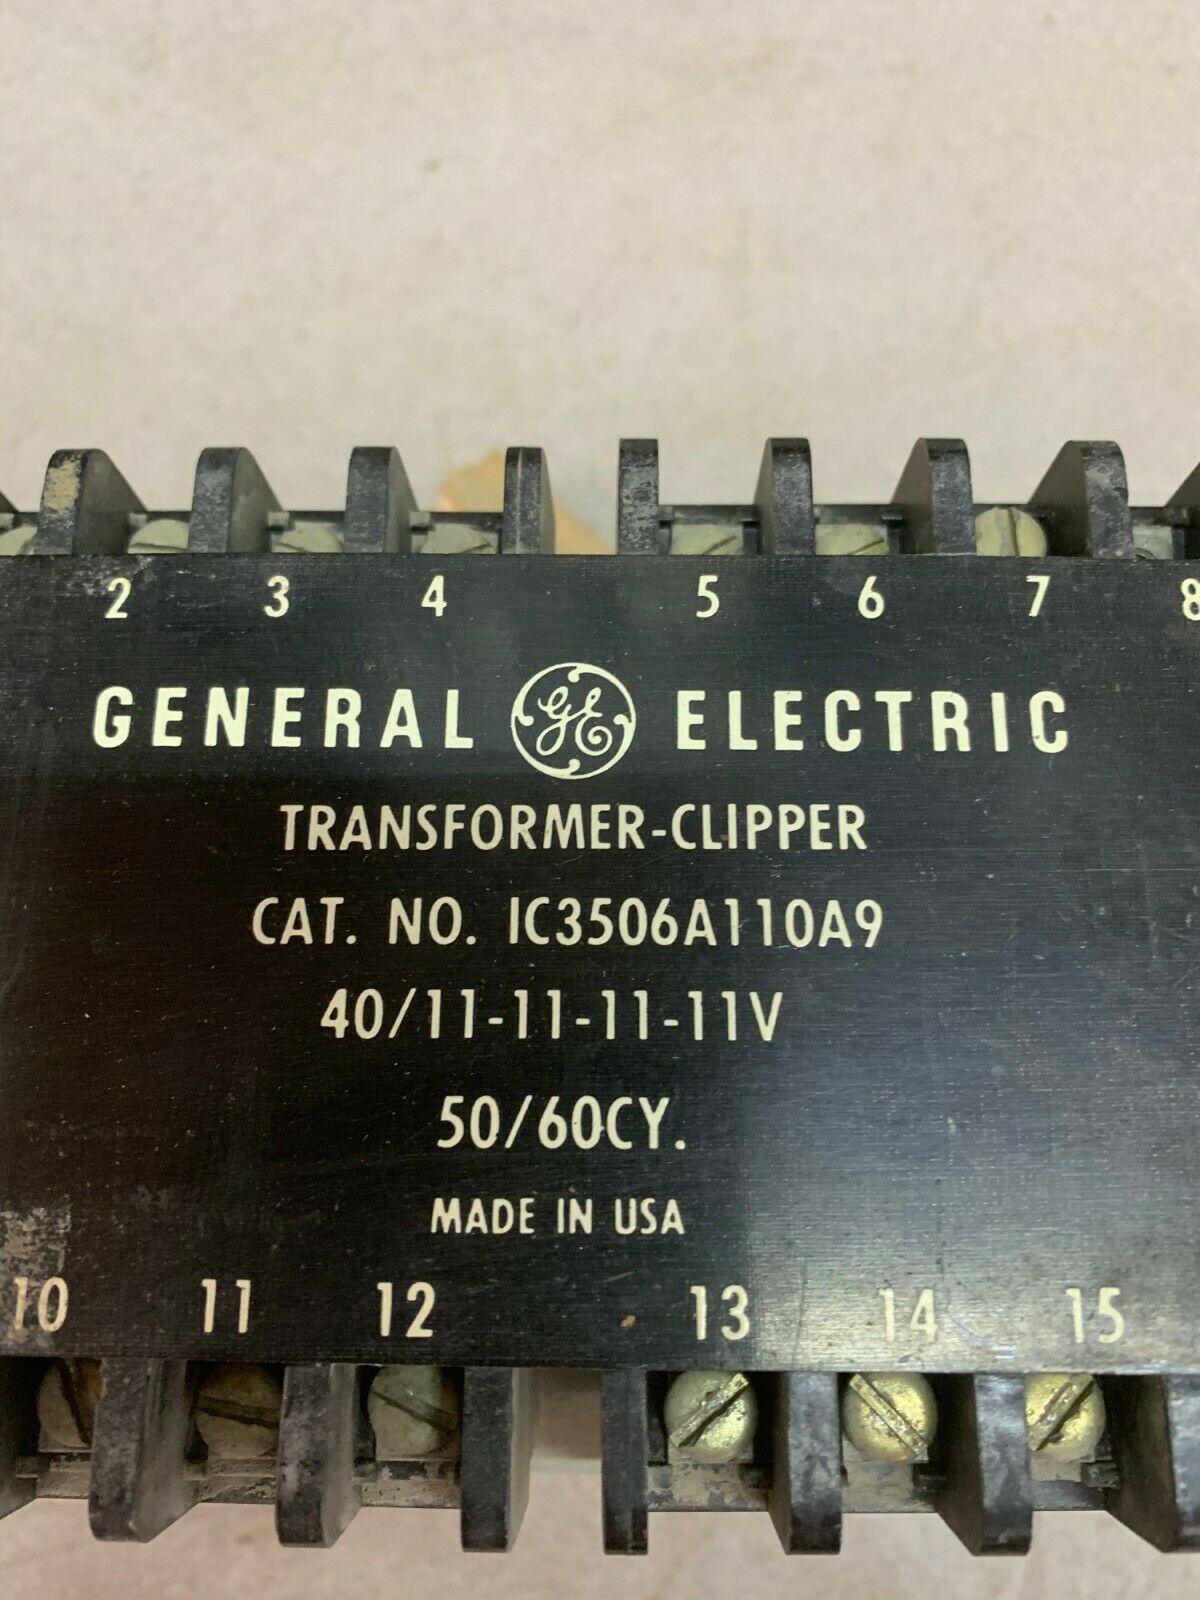 2 3 4 5 6 7 8
GENERAL GE ELECTRIC
TRANSFORMER-CLIPPER
CAT. NO. IC3506A110A9
40/11-11-11-11V
50/60CY.
MADE IN USA
10 11 12 13 14 15